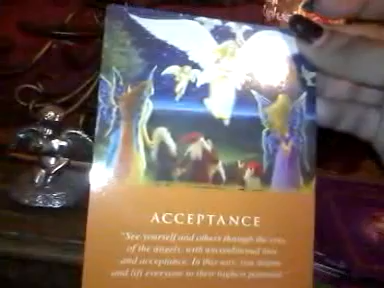 ACCEPTANCE
"See yourself and others through the eyes
of the angels, with unconditional love
and acceptance. In this way, you inspire
and lift everyone to their highest potential."